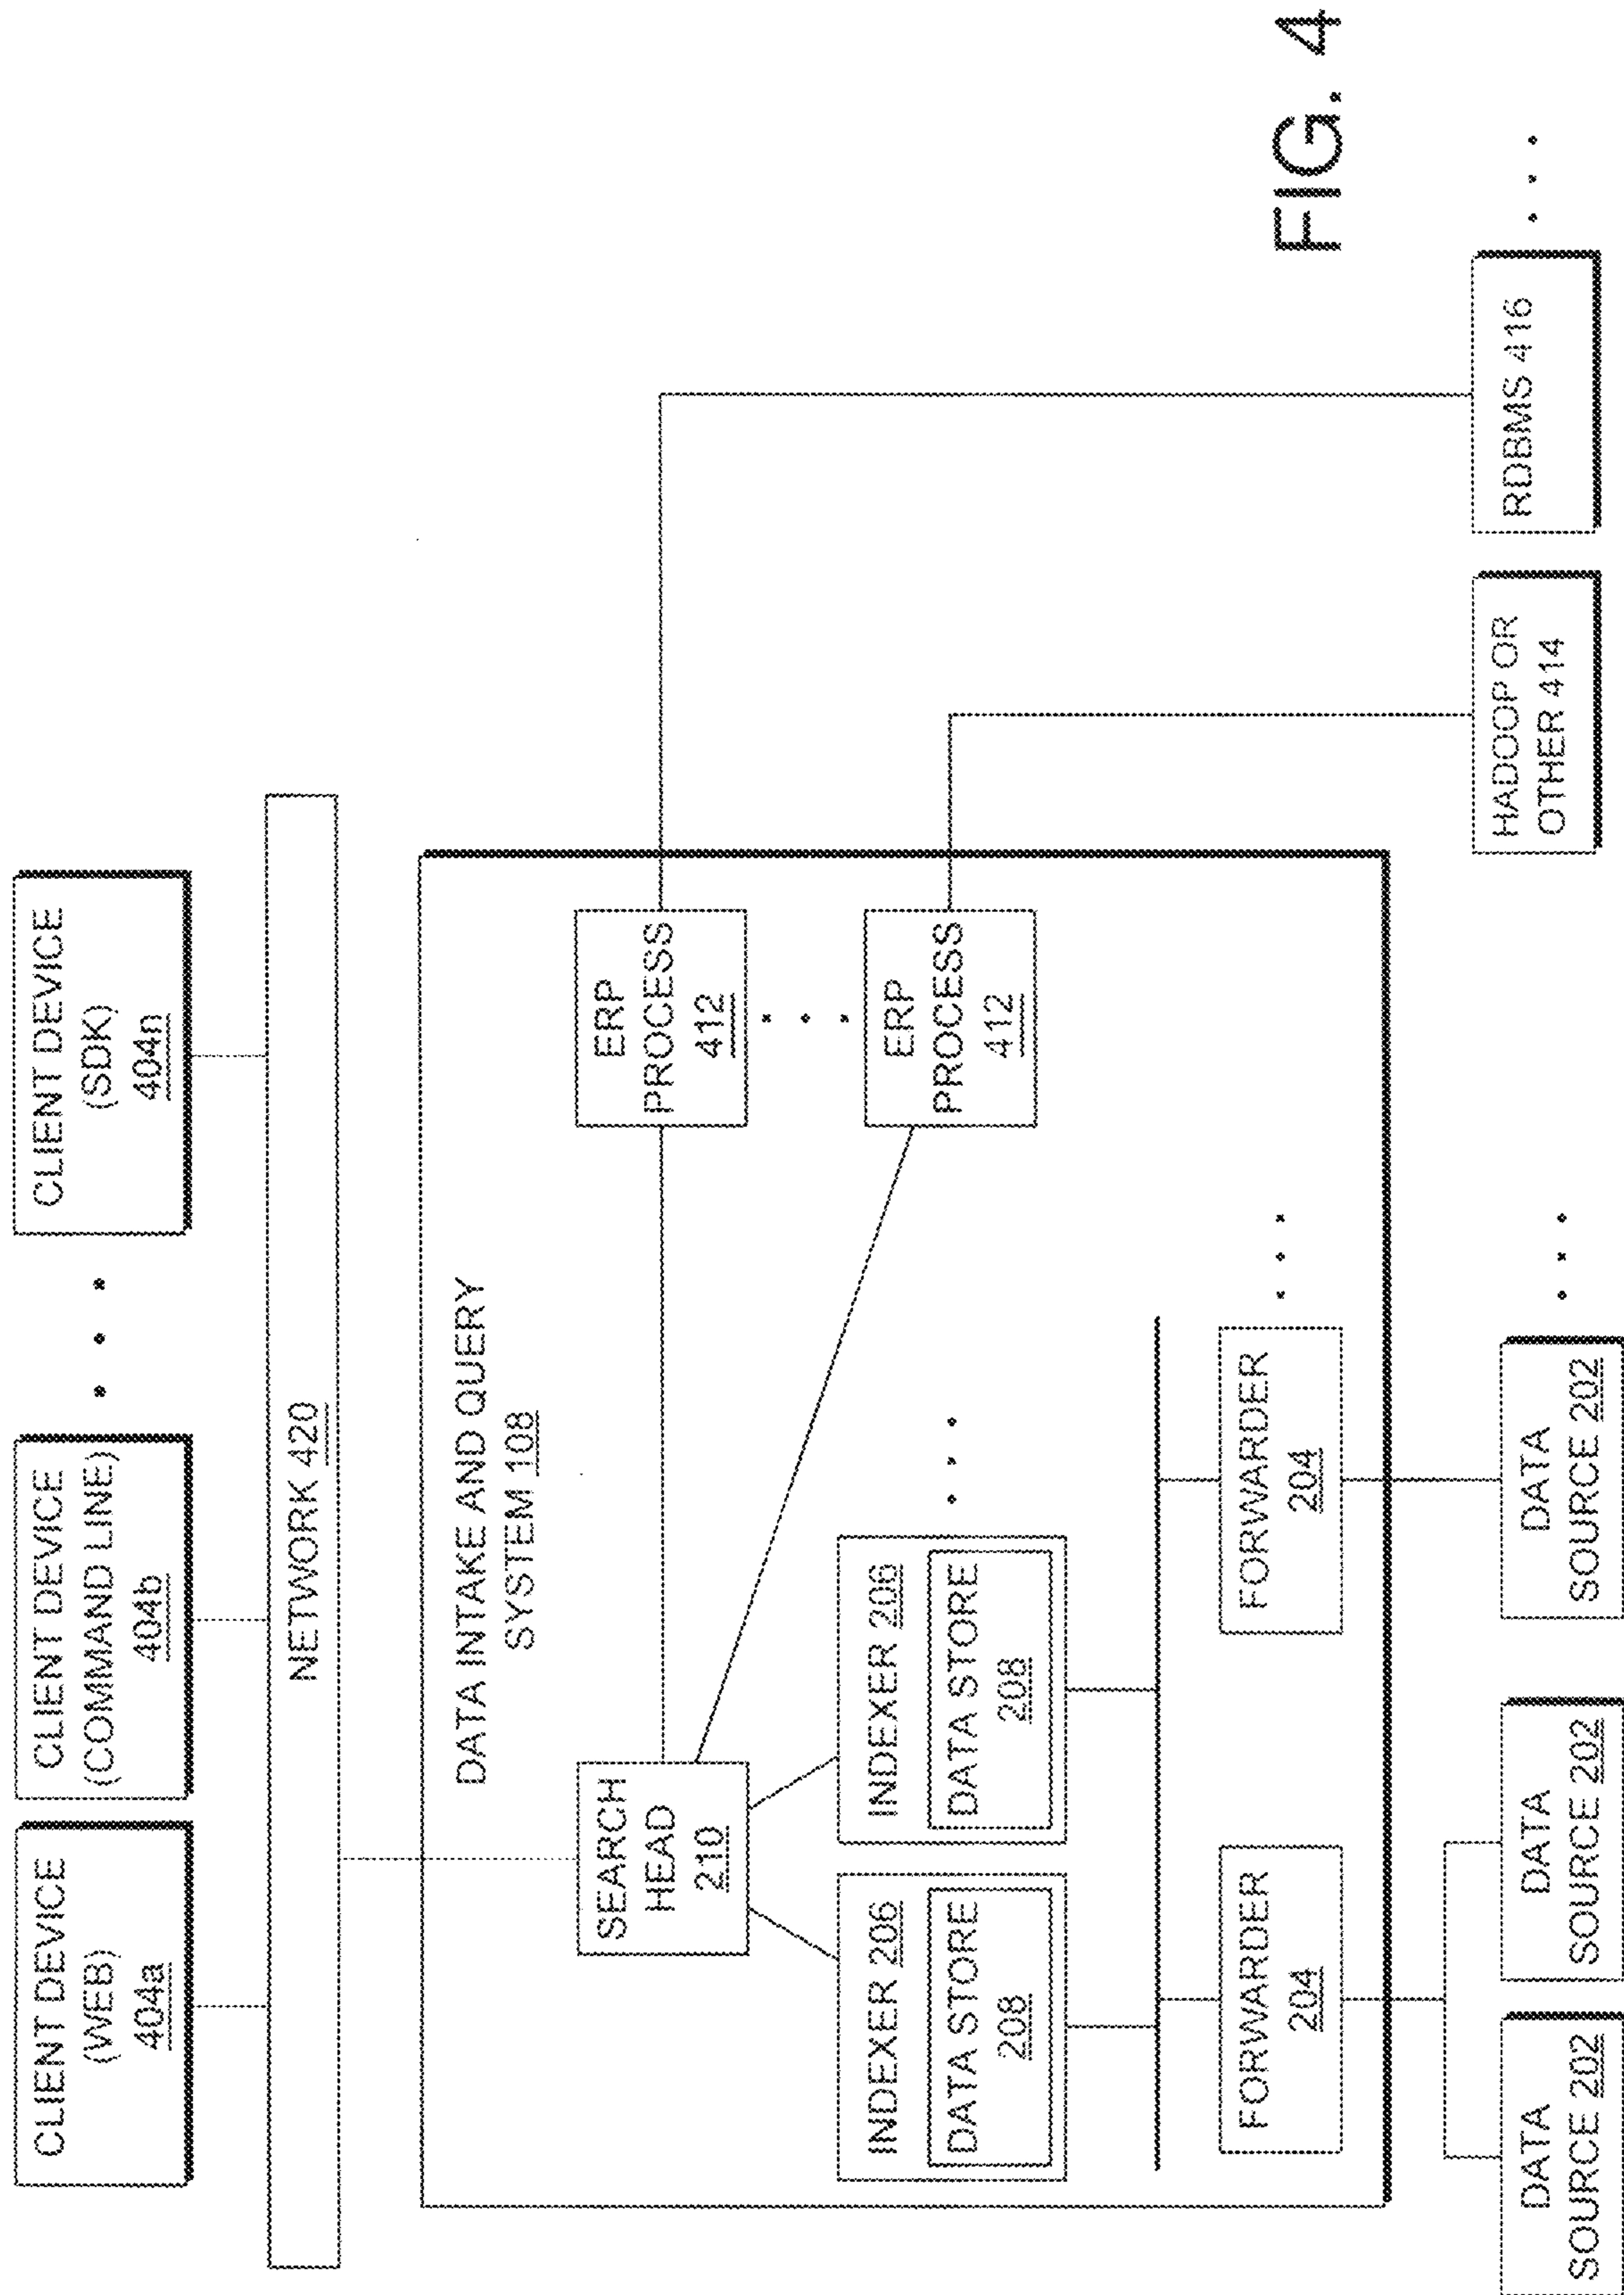 CLIENT DEVICE
(WEB)
404a
CLIENT DEVICE
(COMMAND LINE)
404b
CLIENT DEVICE
(SDK)
404n
NETWORK 420
DATA INTAKE AND QUERY
SYSTEM 108
SEARCH
HEAD
210
ERP
PROCESS
412
ERP
PROCESS
412
INDEXER 206
DATA STORE
208
INDEXER 206
DATA STORE
208
FORWARDER
204
FORWARDER
204
DATA
SOURCE 202
DATA
SOURCE 202
DATA
SOURCE 202
HADOOP OR
OTHER 414
RDBMS 416
FIG. 4